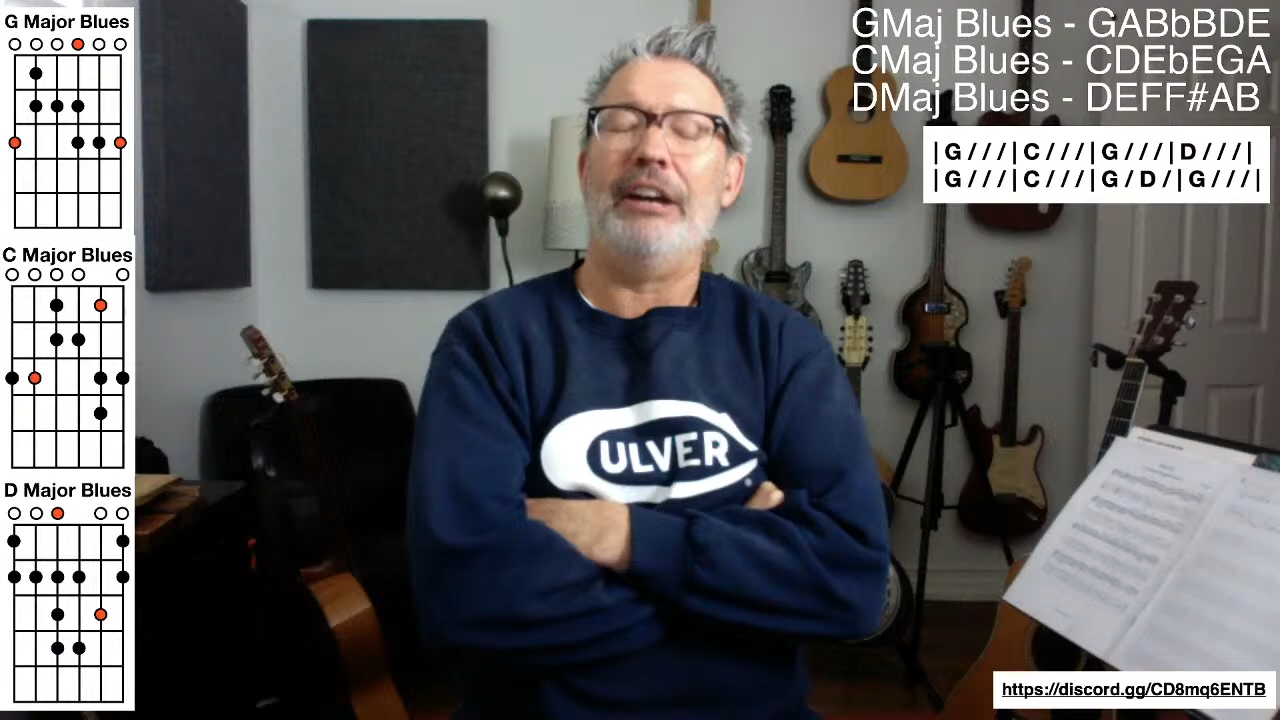 G Major Blues
C Major Blues
D Major Blues
GMaj Blues - GABbBDE
CMaj Blues - CDEbEGA
DMaj Blues - DEFF#AB
| G / / / | C / / / | G / / / | D / / / |
| G / / / | C / / / | G / D / | G / / / |
CULVER
https://discord.gg/CD8mq6ENTB